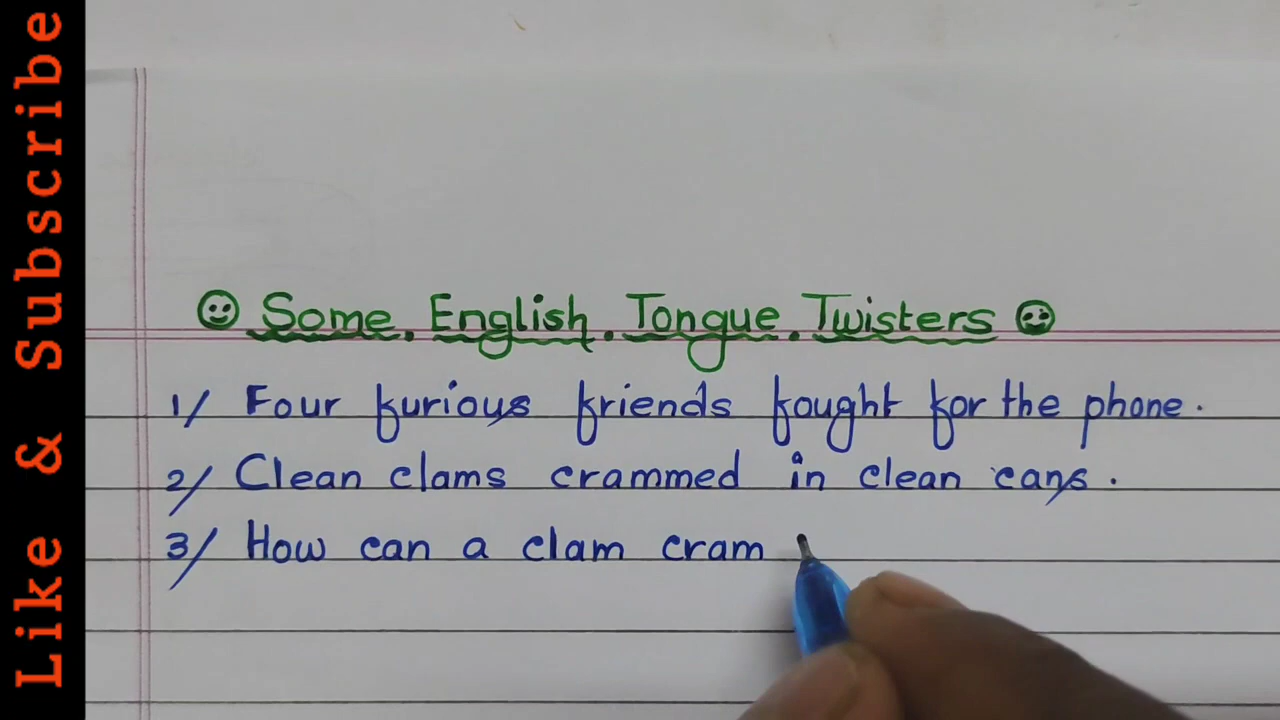 Like & Subscribe
Some. English. Tongue. Twisters
1/ Four furious friends fought for the phone.
2/ Clean clams crammed in clean cans.
3/ How can a clam cram